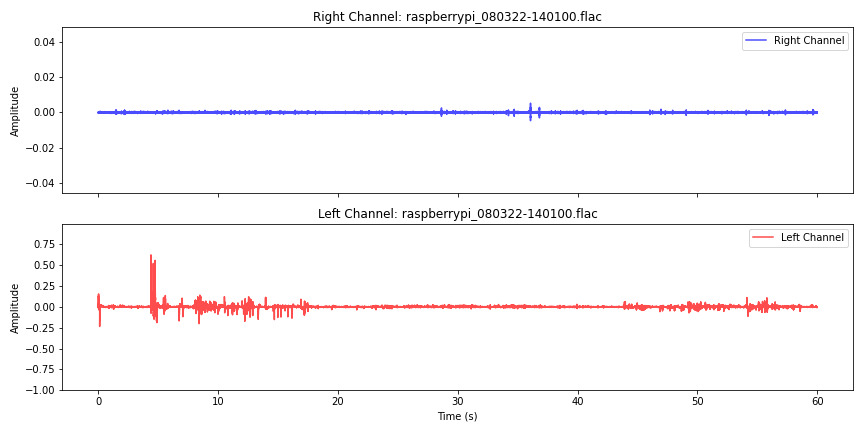 Right Channel: raspberrypi_080322-140100.flac
Right Channel
0.04
0.02
0.00
−0.02
−0.04
Amplitude
Left Channel: raspberrypi_080322-140100.flac
Left Channel
0.75
0.50
0.25
0.00
−0.25
−0.50
−0.75
−1.00
Amplitude
0 10 20 30 40 50 60
Time (s)